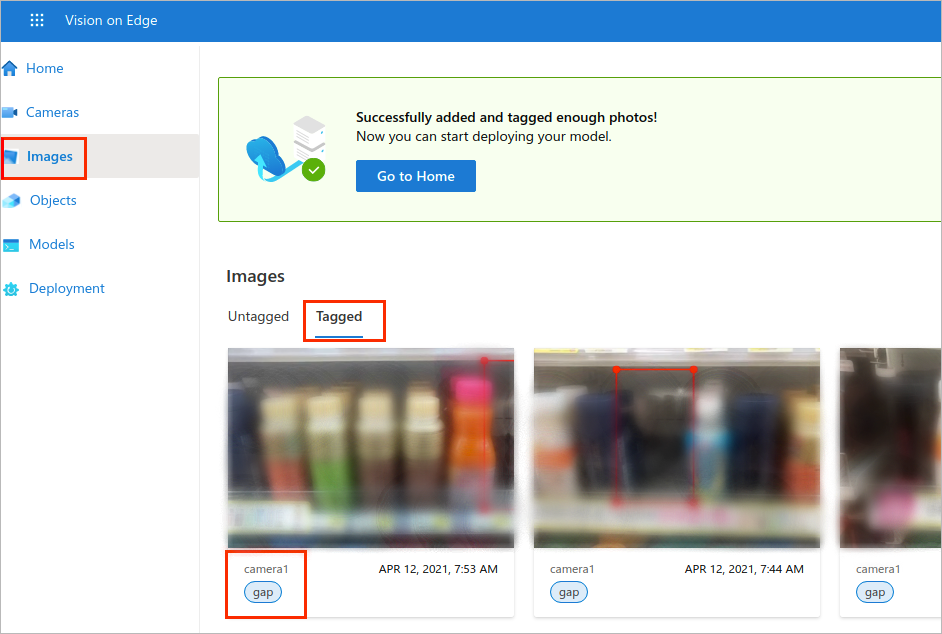 Vision on Edge
Home
Cameras
Images
Objects
Models
Deployment
Successfully added and tagged enough photos!
Now you can start deploying your model.
Go to Home
Images
Untagged
Tagged
camera1
APR 12, 2021, 7:53 AM
gap
camera1
APR 12, 2021, 7:44 AM
gap
camera1
gap